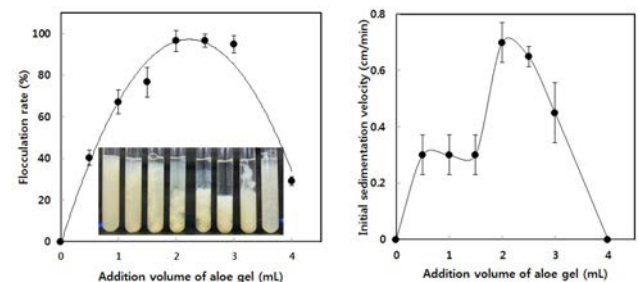 Flocculation rate (%)
100
80
60
40
20
0
0 1 2 3 4
Addition volume of aloe gel (mL)
Initial sedimentation velocity (cm/min)
0.8
0.6
0.4
0.2
0
0 1 2 3 4
Addition volume of aloe gel (mL)